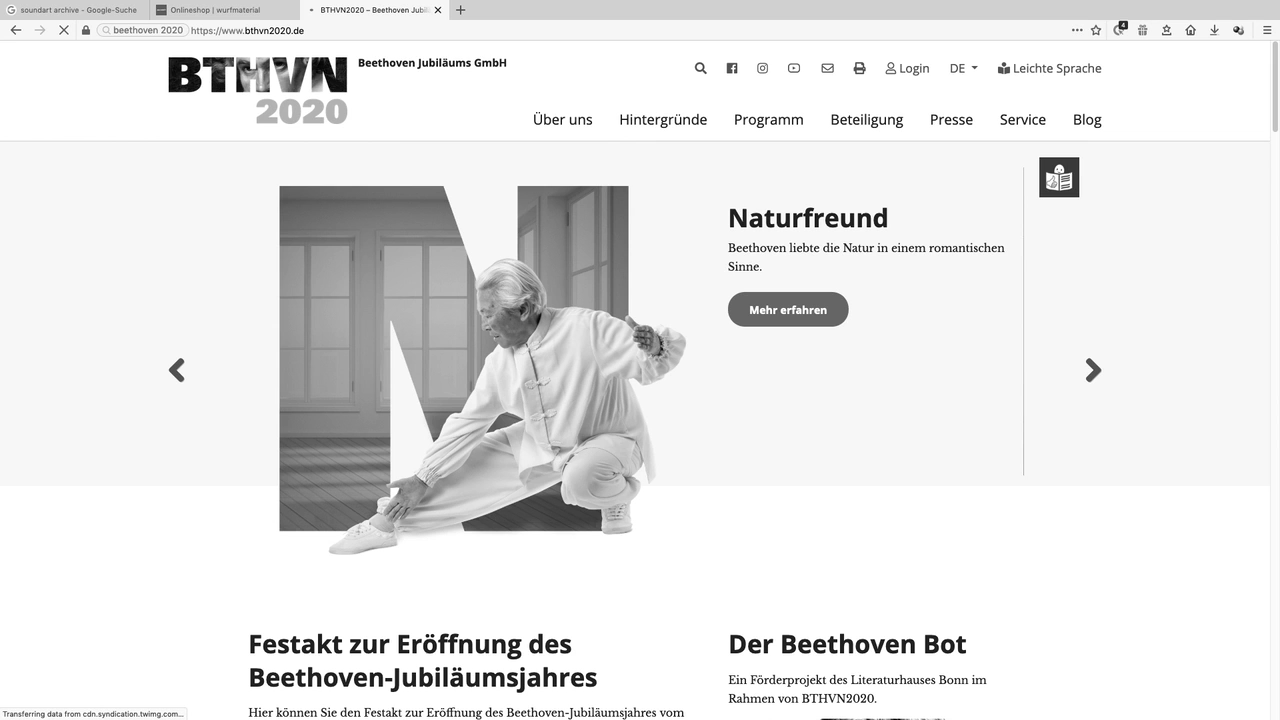 soundart archive - Google-Suche
Onlineshop | wurfmaterial
BTHVN2020 – Beethoven Jubil
beethoven 2020
https://www.bthvn2020.de
4
BTHVN
2020
Beethoven Jubiläums GmbH
Login
DE
Leichte Sprache
Über uns
Hintergründe
Programm
Beteiligung
Presse
Service
Blog
Naturfreund
Beethoven liebte die Natur in einem romantischen
Sinne.
Mehr erfahren
Festakt zur Eröffnung des
Beethoven-Jubiläumsjahres
Hier können Sie den Festakt zur Eröffnung des Beethoven-Jubiläumsjahres vom
Der Beethoven Bot
Ein Förderprojekt des Literaturhauses Bonn im
Rahmen von BTHVN2020.
Transferring data from cdn.syndication.twimg.com...